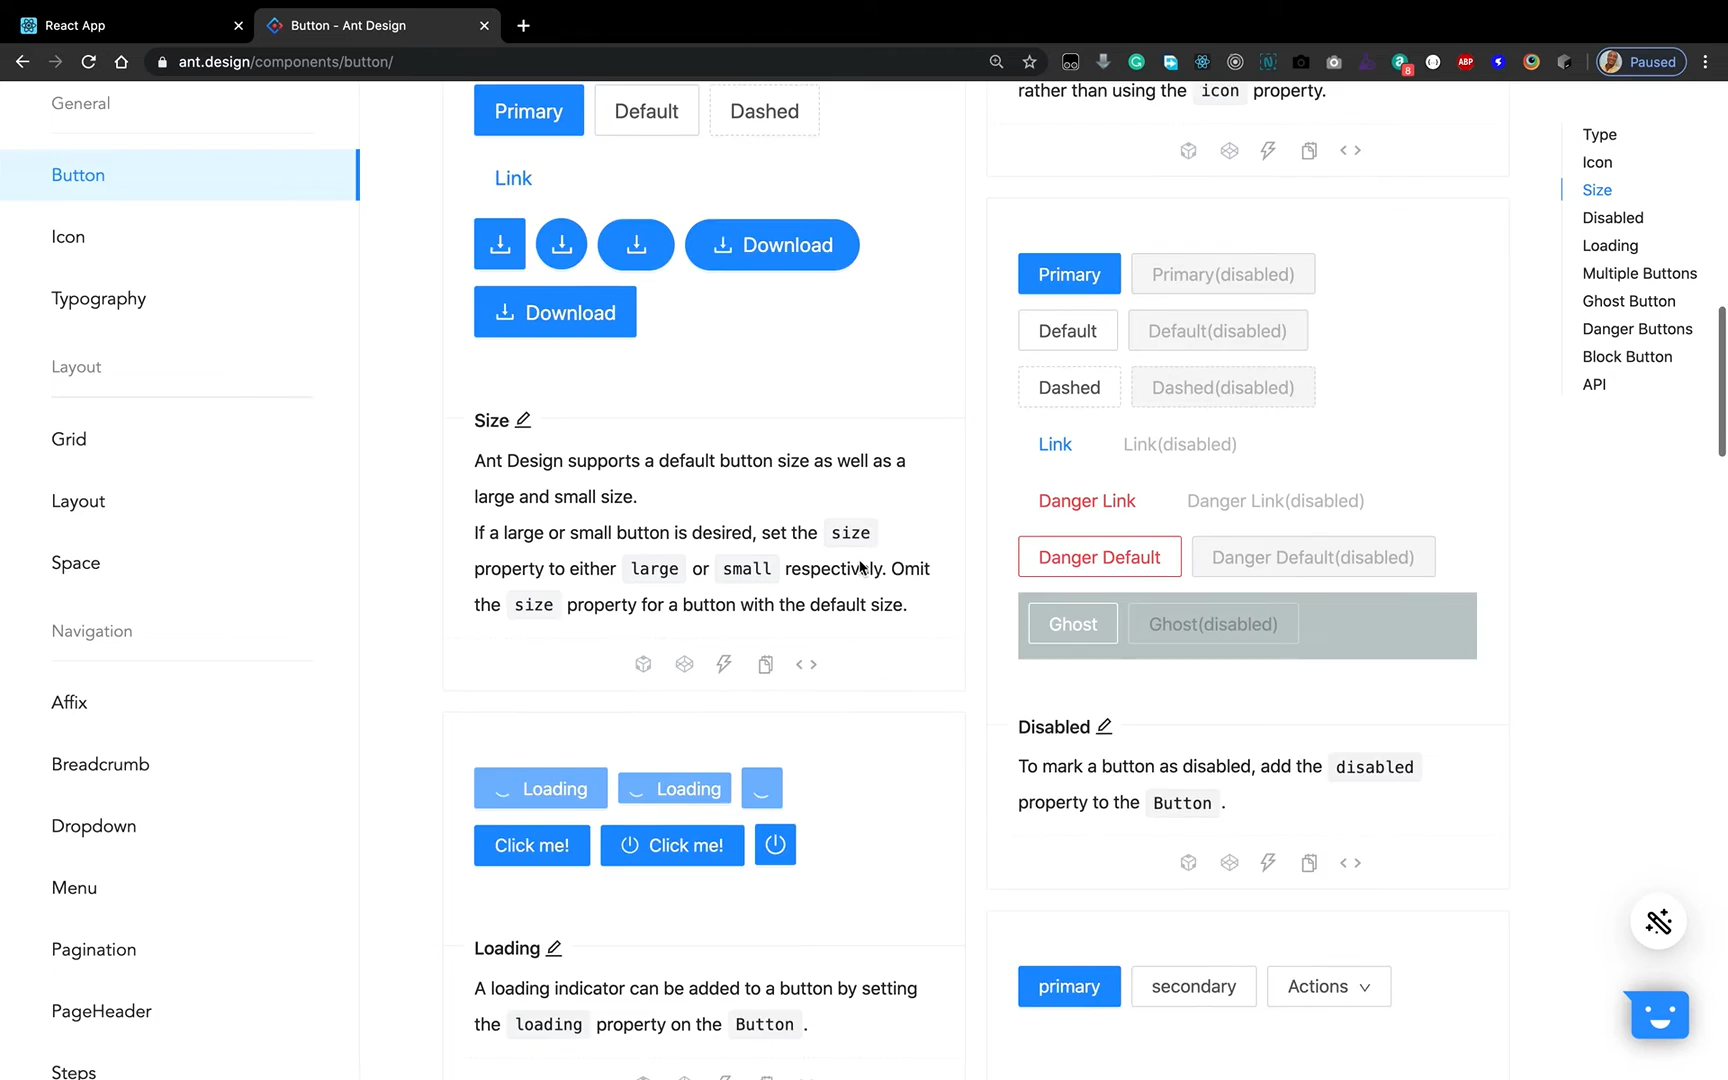 React App
Button - Ant Design
ant.design/components/button/
8
ABP
Paused
General
Button
Icon
Typography
Layout
Grid
Layout
Space
Navigation
Affix
Breadcrumb
Dropdown
Menu
Pagination
PageHeader
Steps
Primary Default Dashed
Link
Download
Download
Size
Ant Design supports a default button size as well as a
large and small size.
If a large or small button is desired, set the size
property to either large or small respectively. Omit
the size property for a button with the default size.
Loading Loading
Click me! Click me!
Loading
A loading indicator can be added to a button by setting
the loading property on the Button .
rather than using the icon property.
Primary Primary(disabled)
Default Default(disabled)
Dashed Dashed(disabled)
Link Link(disabled)
Danger Link Danger Link(disabled)
Danger Default Danger Default(disabled)
Ghost Ghost(disabled)
Disabled
To mark a button as disabled, add the disabled
property to the Button .
primary secondary Actions
Type
Icon
Size
Disabled
Loading
Multiple Buttons
Ghost Button
Danger Buttons
Block Button
API